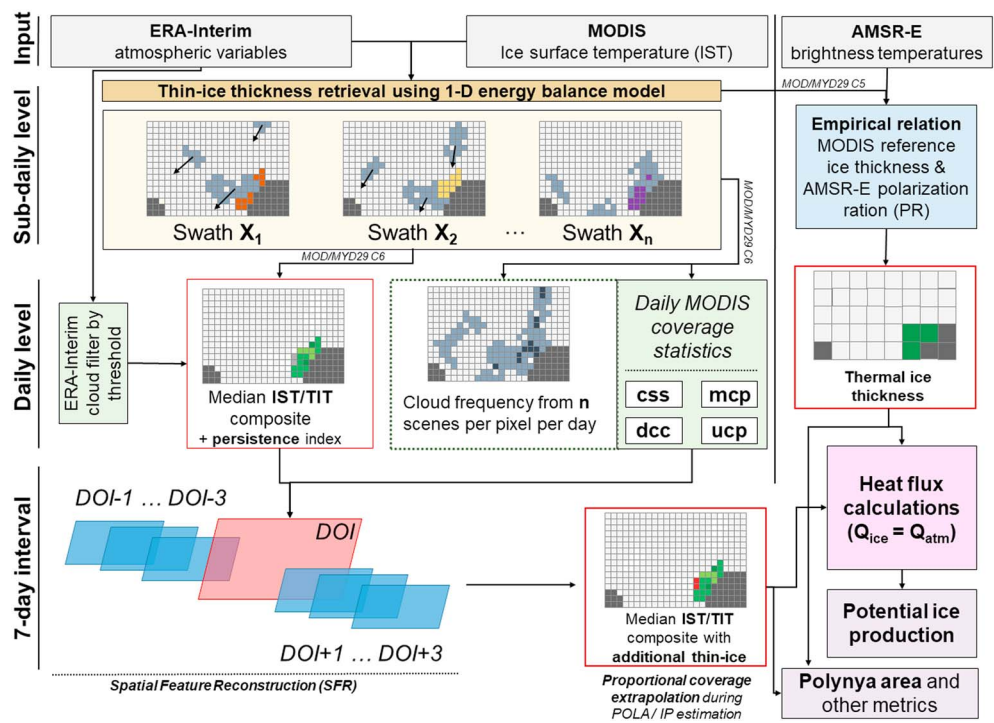 Input
ERA-Interim
atmospheric variables
MODIS
Ice surface temperature (IST)
AMSR-E
brightness temperatures
MOD/MYD29 C5
Sub-daily level
Thin-ice thickness retrieval using 1-D energy balance model
Swath X1
Swath X2
...
Swath Xn
MOD/MYD29 C6
MOD/MYD29 C6
Empirical relation
MODIS reference
ice thickness &
AMSR-E polarization
ration (PR)
Daily level
ERA-Interim
cloud filter by
threshold
Median IST/TIT
composite
+ persistence index
Cloud frequency from n
scenes per pixel per day
Daily MODIS
coverage
statistics
css
mcp
dcc
ucp
Thermal ice
thickness
7-day interval
DOI-1 ... DOI-3
DOI
DOI+1 ... DOI+3
Spatial Feature Reconstruction (SFR)
Median IST/TIT
composite with
additional thin-ice
Proportional coverage
extrapolation during
POLA / IP estimation
Heat flux
calculations
(Qice = Qatm)
Potential ice
production
Polynya area and
other metrics